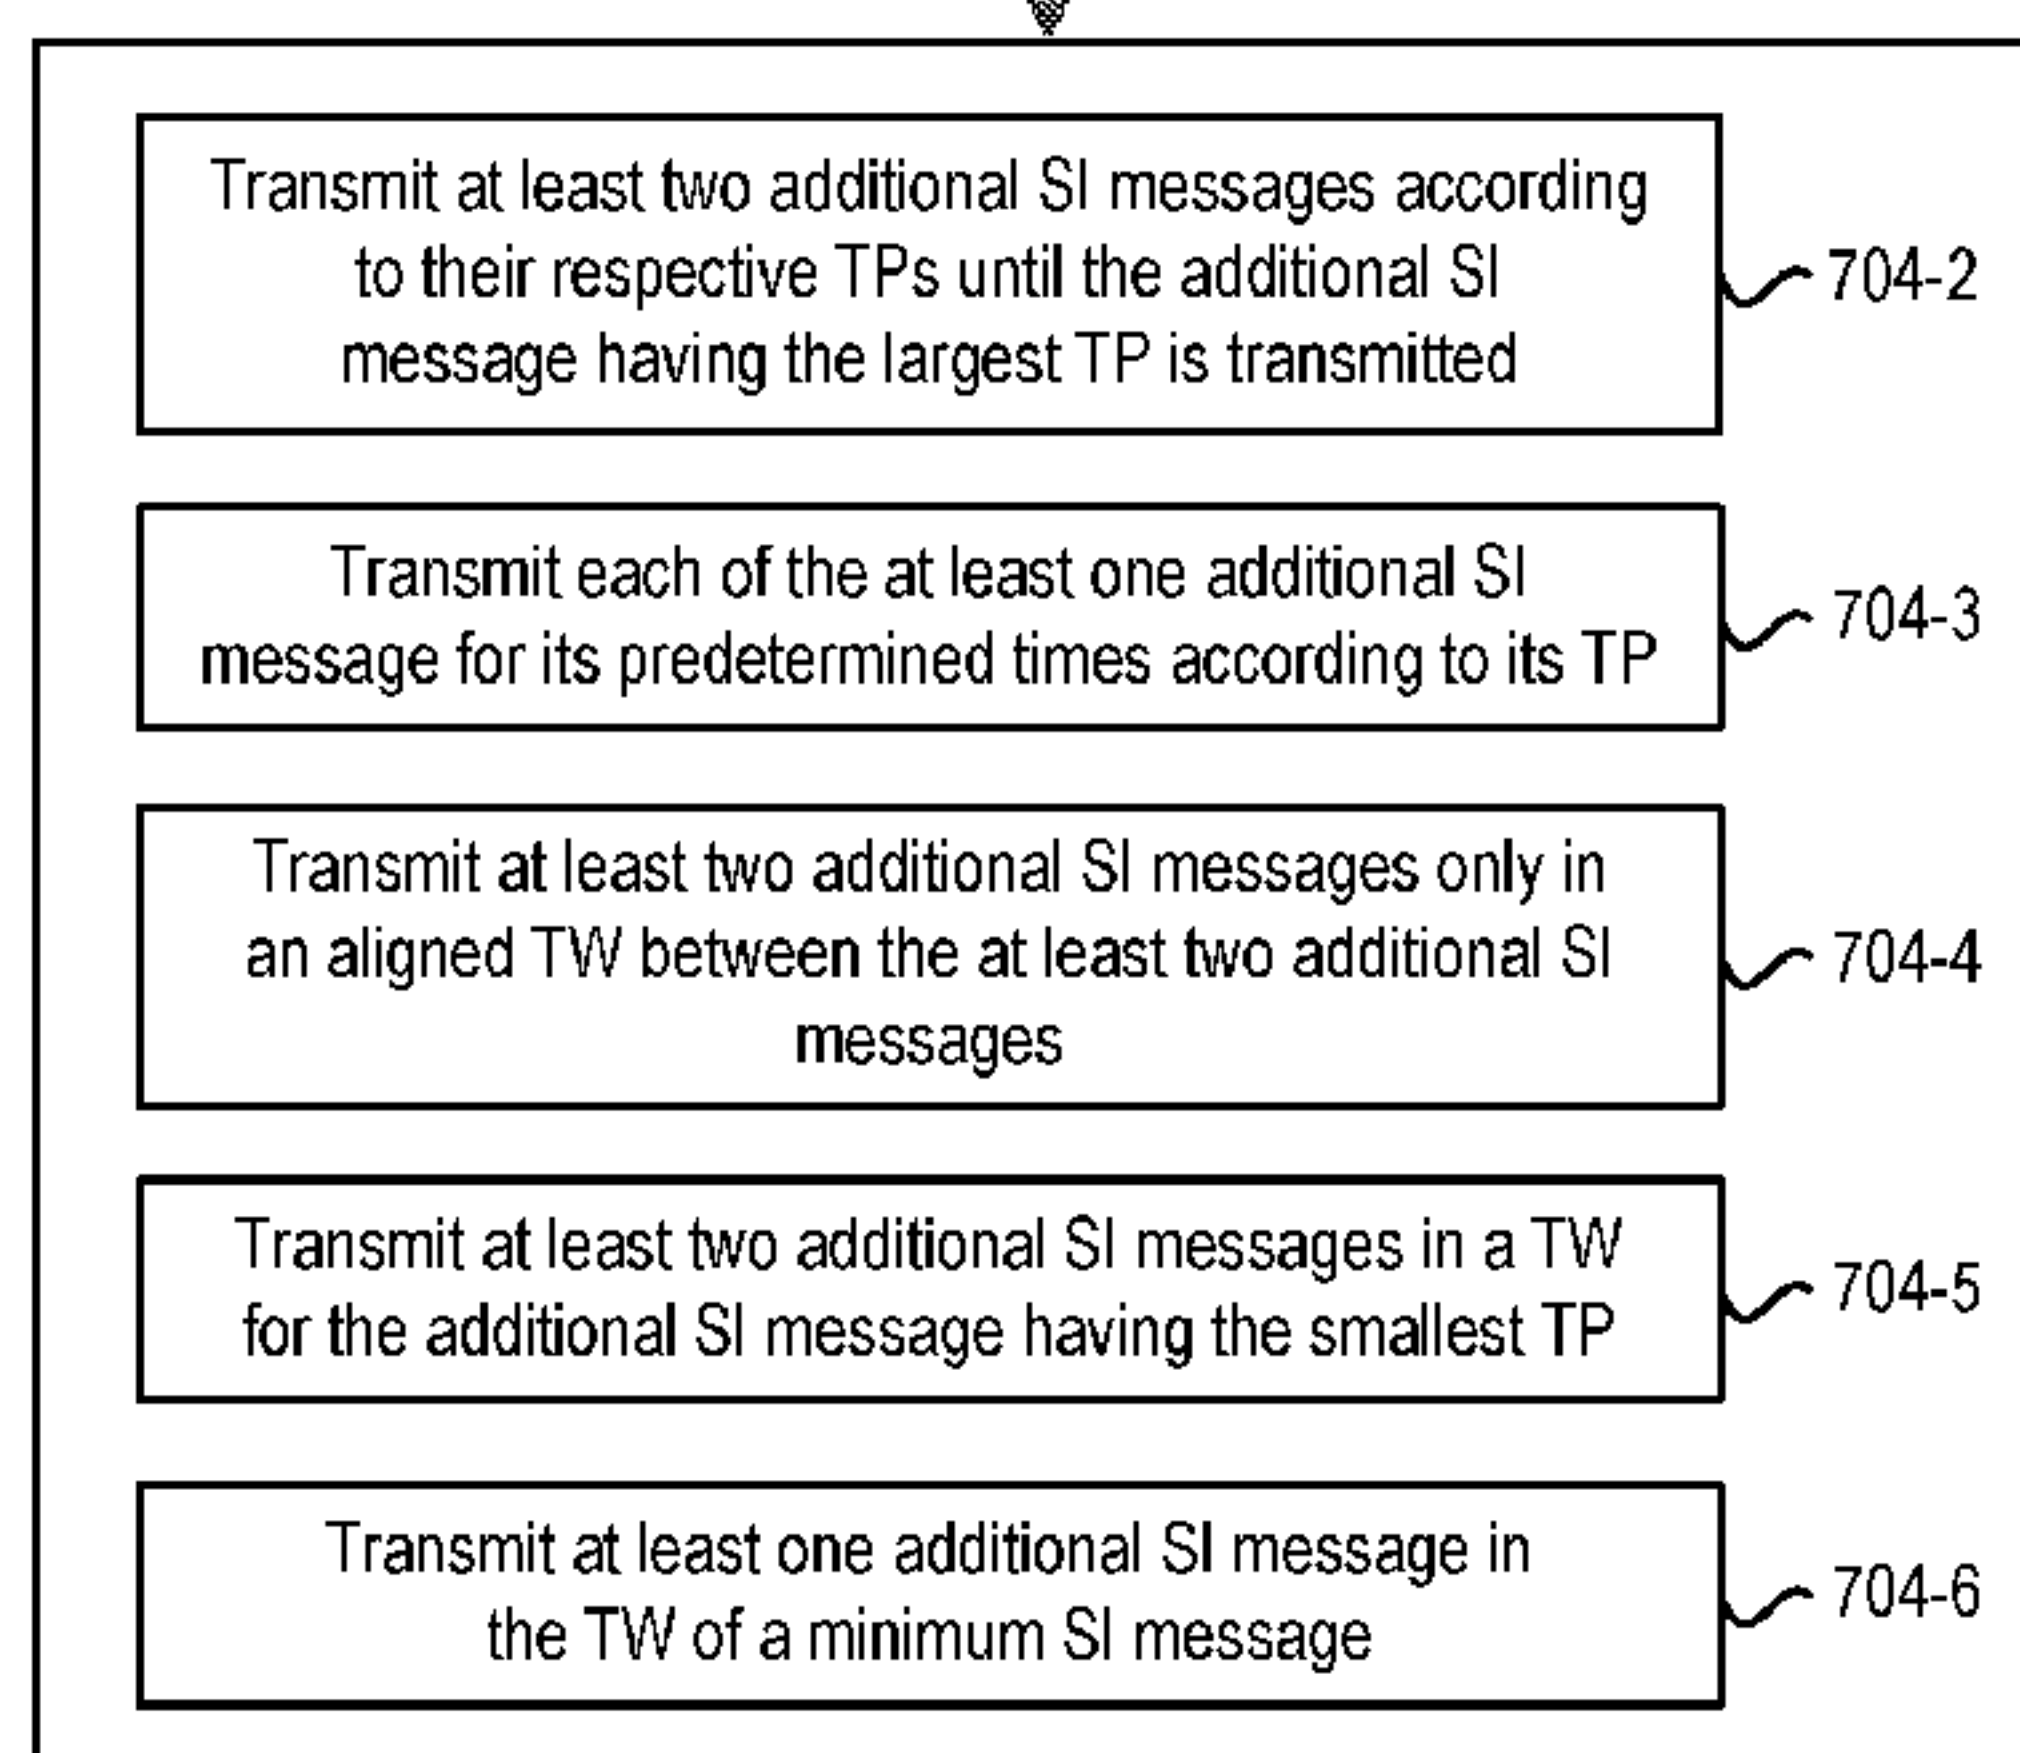 Transmit at least two additional SI messages according
to their respective TPs until the additional SI
message having the largest TP is transmitted
704-2
Transmit each of the at least one additional SI
message for its predetermined times according to its TP
704-3
Transmit at least two additional SI messages only in
an aligned TW between the at least two additional SI
messages
704-4
Transmit at least two additional SI messages in a TW
for the additional SI message having the smallest TP
704-5
Transmit at least one additional SI message in
the TW of a minimum SI message
704-6